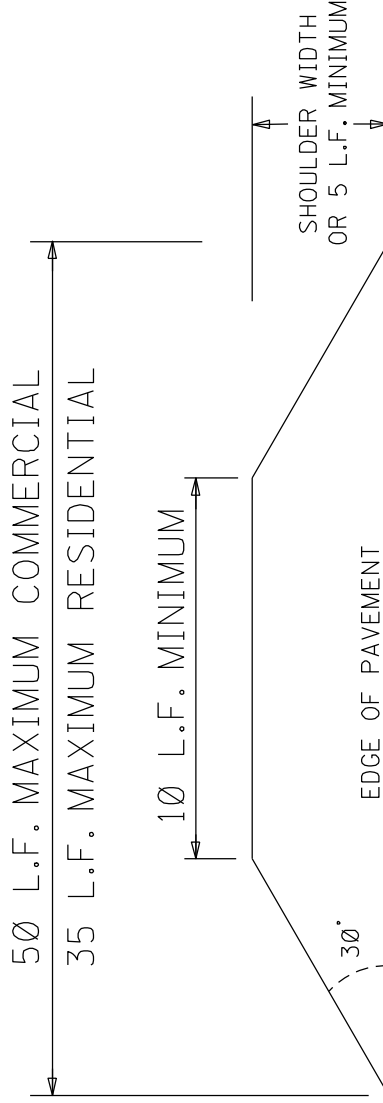 50 L.F. MAXIMUM COMMERCIAL
35 L.F. MAXIMUM RESIDENTIAL
10 L.F. MINIMUM
SHOULDER WIDTH
OR 5 L.F. MINIMUM
EDGE OF PAVEMENT
30°